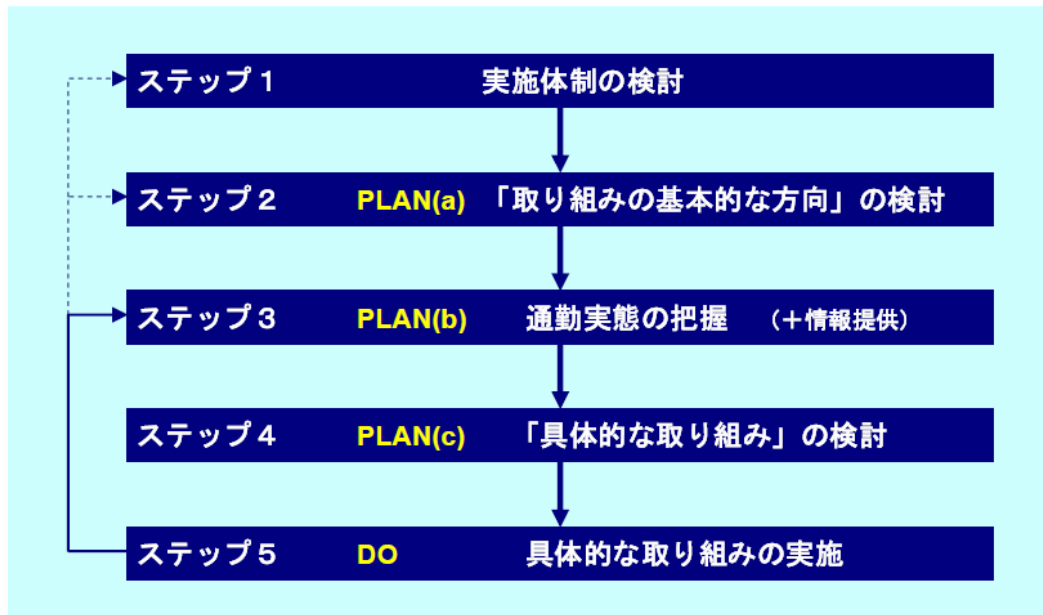 ステップ１ 実施体制の検討
ステップ２ PLAN(a) 「取り組みの基本的な方向」の検討
ステップ３ PLAN(b) 通勤実態の把握 （＋情報提供）
ステップ４ PLAN(c) 「具体的な取り組み」の検討
ステップ５ DO 具体的な取り組みの実施